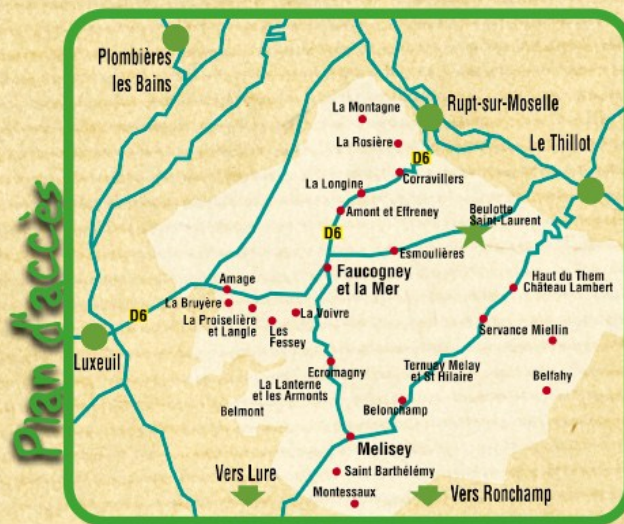 Plan d'accès
Plombières
les Bains
La Montagne
Rupt-sur-Moselle
La Rosière
D6
Le Thillot
Corravillers
La Longine
Amont et Effreney
Beulotte
Saint-Laurent
D6
Esmoulières
Faucogney
et la Mer
Amage
Haut du Them
Château Lambert
La Bruyère
D6
La Proiselière
et Langle
La Voivre
Les
Fessey
Servance Miellin
Luxeuil
Ecromagny
Ternuay Melay
et St Hilaire
Belfahy
La Lanterne
et les Armonts
Belmont
Belonchamp
Melisey
Vers Lure
Saint Barthélémy
Montessaux
Vers Ronchamp